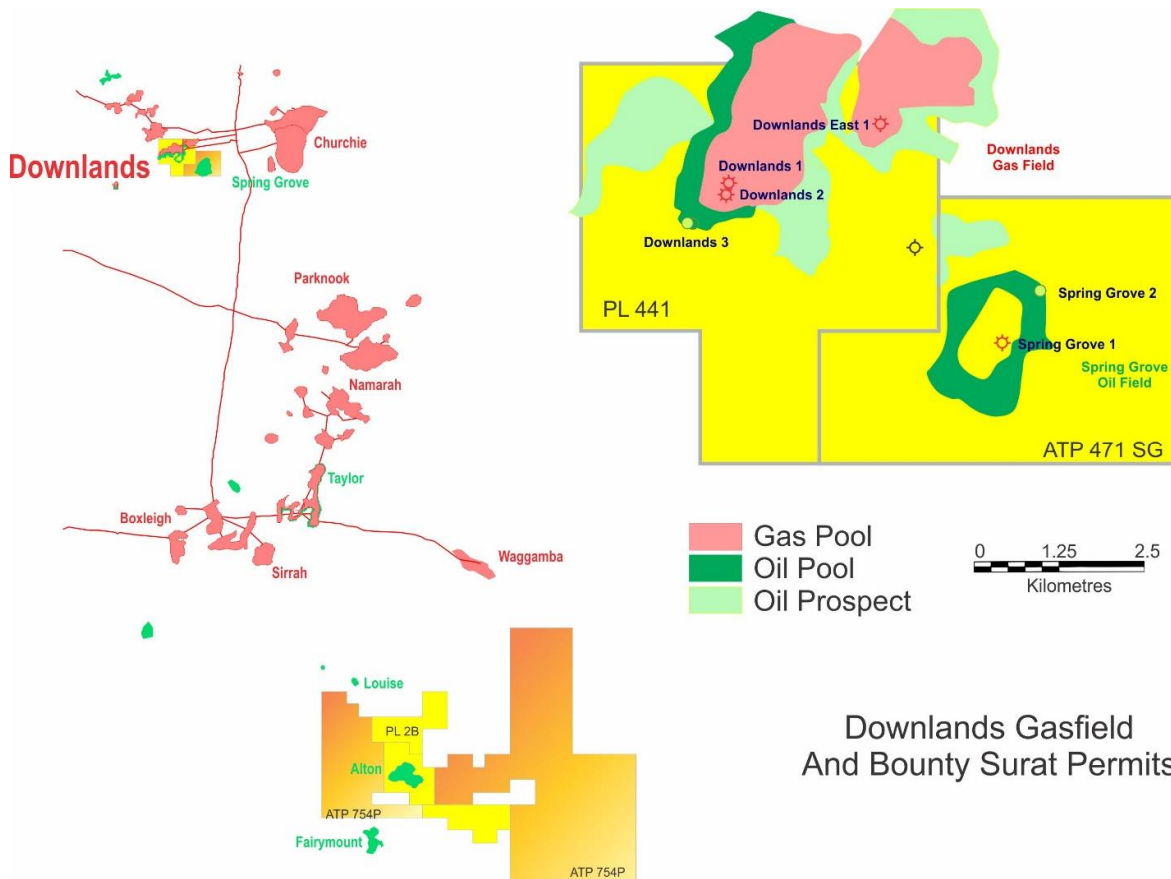 Downlands
Churchie
Spring Grove
Parknook
Namarah
Taylor
Boxleigh
Sirrah
Waggamba
Louise
PL 2B
Alton
ATP 754P
Fairymount
ATP 754P
Downlands East 1
Downlands 1
Downlands 2
Downlands 3
Downlands
Gas Field
PL 441
Spring Grove 2
Spring Grove 1
Spring Grove
Oil Field
ATP 471 SG
Gas Pool
Oil Pool
Oil Prospect
0 1.25 2.5
Kilometres
Downlands Gasfield
And Bounty Surat Permits